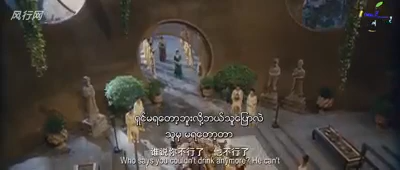 风行网
ရှင်မရတော့ဘူးလို့ဘယ်သူပြောလဲ
သူမှ မရတော့တာ
谁说你不行了 他不行了
Who says you couldn't drink anymore? He can't